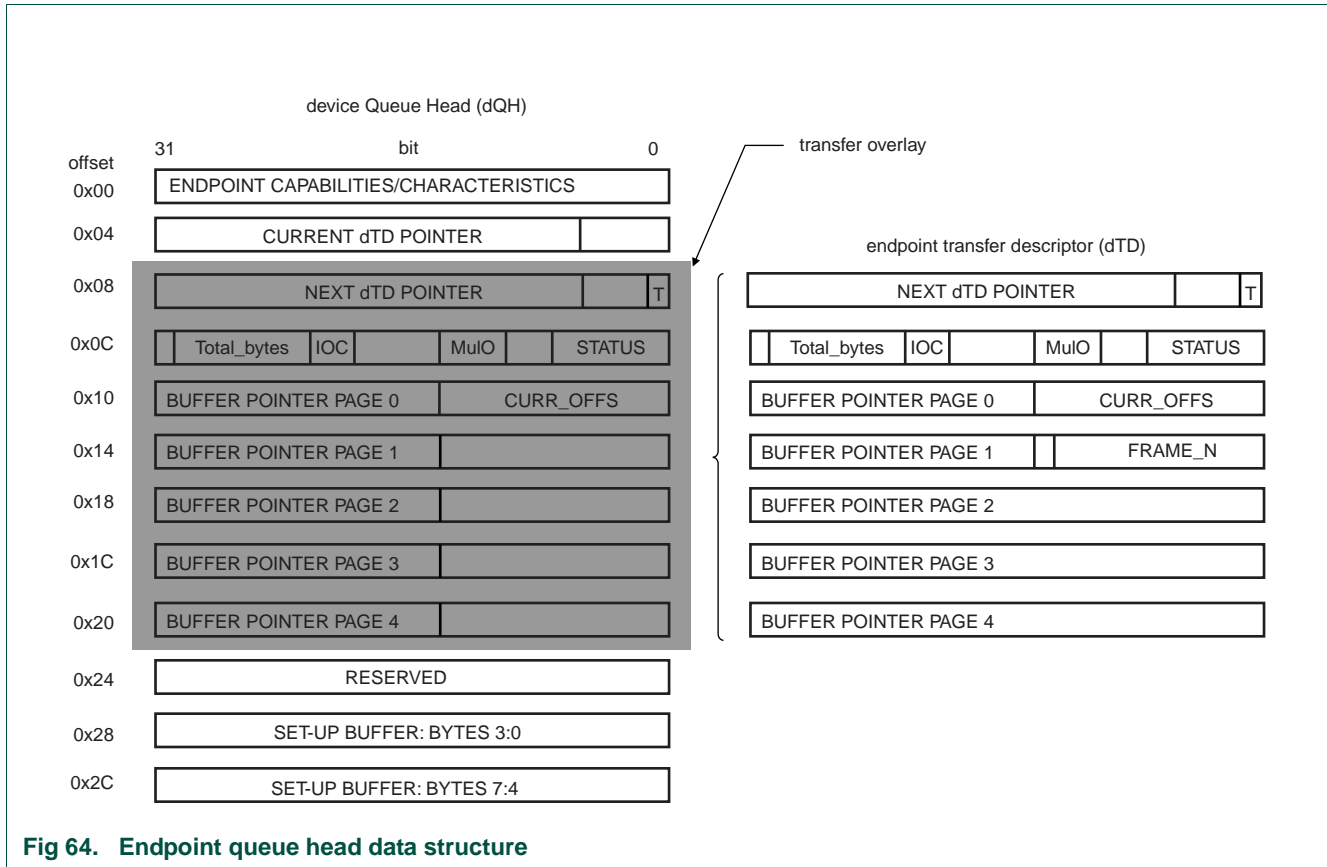 device Queue Head (dQH)
transfer overlay
31 bit 0
offset
0x00 ENDPOINT CAPABILITIES/CHARACTERISTICS
0x04 CURRENT dTD POINTER
endpoint transfer descriptor (dTD)
0x08 NEXT dTD POINTER T NEXT dTD POINTER T
0x0C Total_bytes IOC MulO STATUS Total_bytes IOC MulO STATUS
0x10 BUFFER POINTER PAGE 0 CURR_OFFS BUFFER POINTER PAGE 0 CURR_OFFS
0x14 BUFFER POINTER PAGE 1 BUFFER POINTER PAGE 1 FRAME_N
0x18 BUFFER POINTER PAGE 2 BUFFER POINTER PAGE 2
0x1C BUFFER POINTER PAGE 3 BUFFER POINTER PAGE 3
0x20 BUFFER POINTER PAGE 4 BUFFER POINTER PAGE 4
0x24 RESERVED
0x28 SET-UP BUFFER: BYTES 3:0
0x2C SET-UP BUFFER: BYTES 7:4
Fig 64. Endpoint queue head data structure